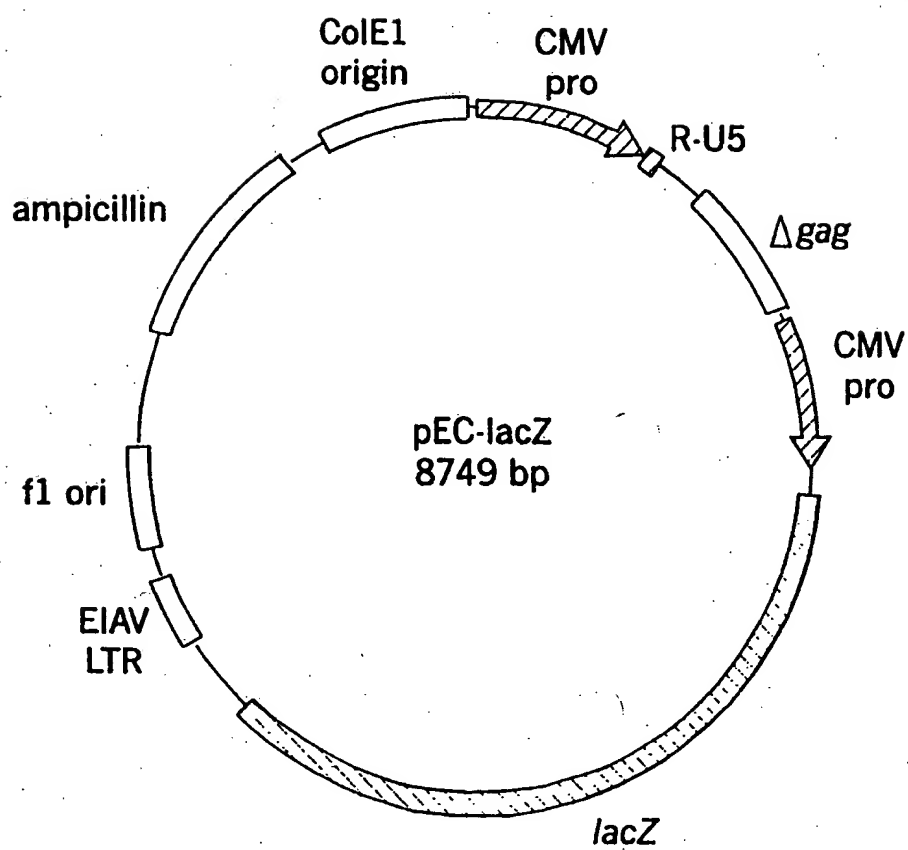 ColE1
origin
CMV
pro
R-U5
Δgag
CMV
pro
lacZ
EIAV
LTR
f1 ori
ampicillin
pEC-lacZ
8749 bp